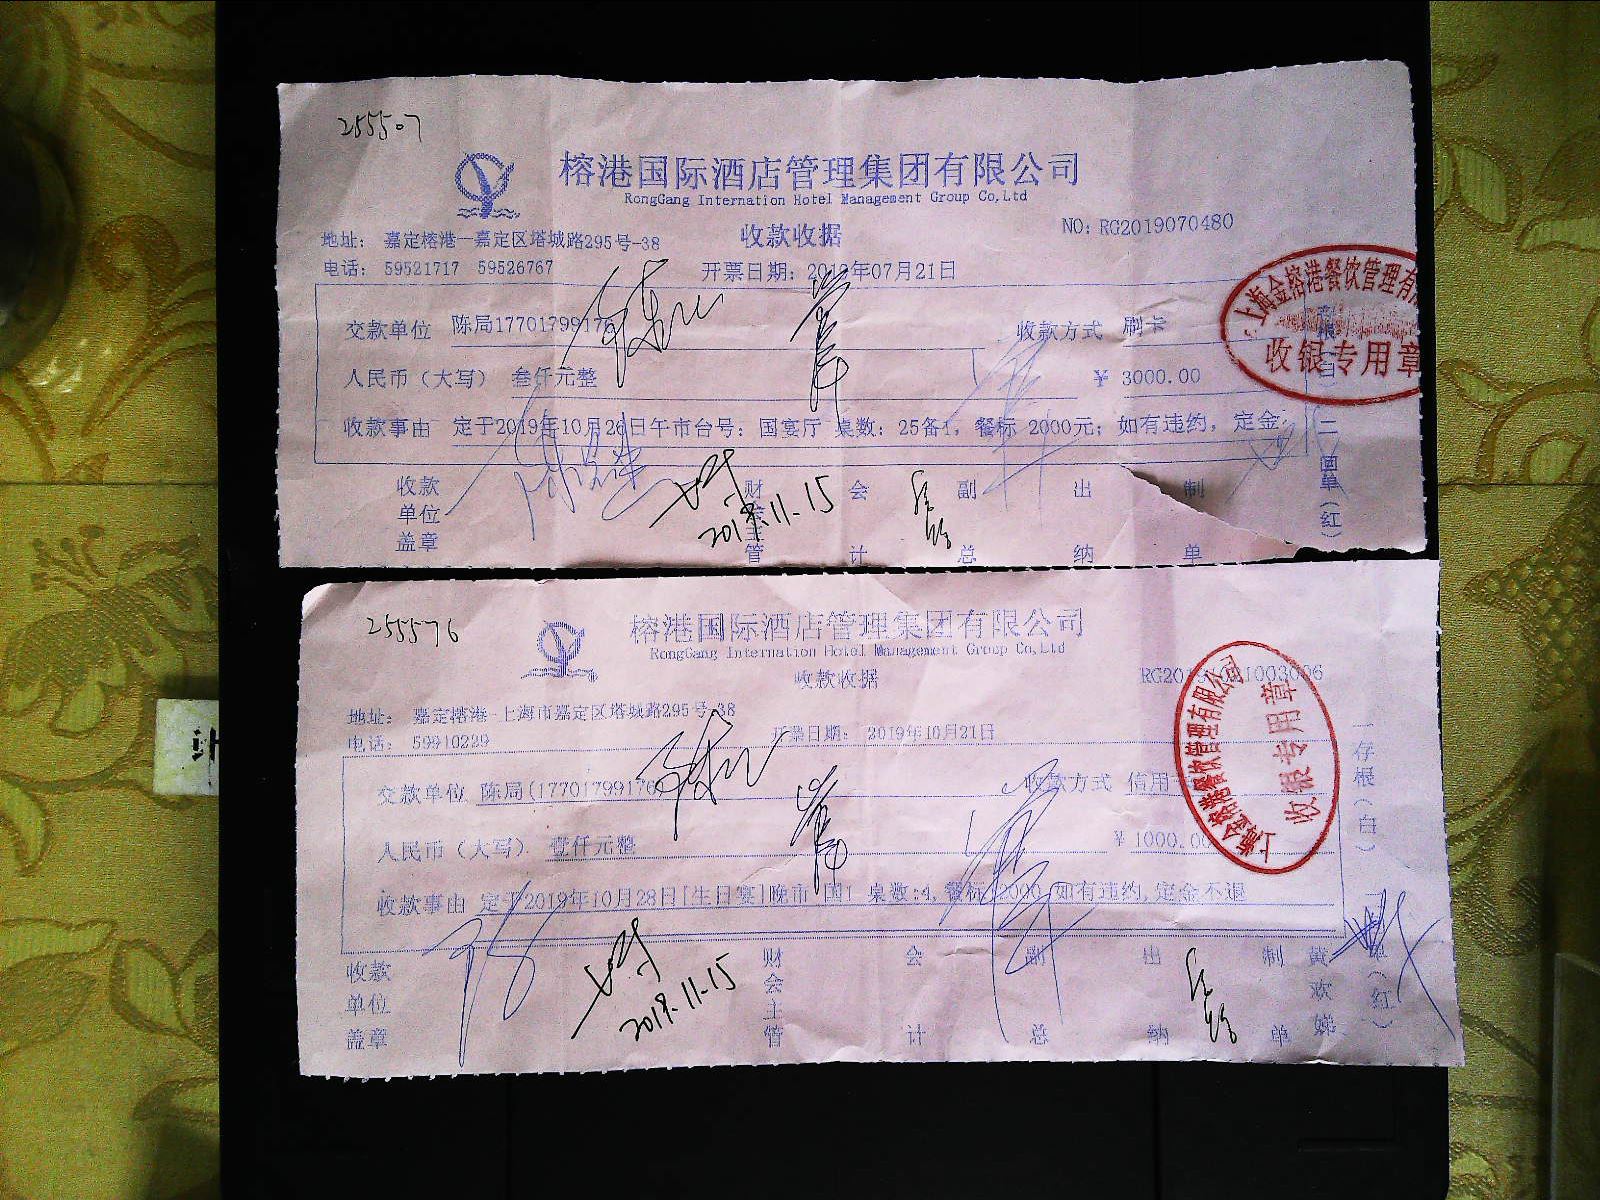 255507
榕港国际酒店管理集团有限公司
RongGang Internation Hotel Management Group Co,Ltd
收款收据
NO: RG2019070480
地址： 嘉定榕港一嘉定区塔城路295号-38
电话： 59521717 59526767
开票日期：2019年07月21日
上海金榕港餐饮管理有
收银专用章
交款单位 陈局17701799176
收款方式 刷卡
人民币（大写） 叁仟元整
￥ 3000.00
收款事由 定于2019年10月26日午市台号：国宴厅 桌数：25备1，餐标 2000元；如有违约，定金
收款单位盖章
财会主管
会计
副总
出纳
制单
2019.11-15
二回单（红）
255576
榕港国际酒店管理集团有限公司
RongGang Internation Hotel Management Group Co,Ltd
收款收据
地址： 嘉定榕港-上海市嘉定区塔城路295号-38
电话： 59910229
开票日期： 2019年10月21日
上海金榕港餐饮管理有限公司
收银专用章
交款单位 陈局(17701799176
收款方式 信用
人民币（大写）． 壹仟元整
￥ 1000.00
收款事由 定于2019年10月28日[生日宴]晚市 国1 桌数:4，餐标 2000，如有违约，定金不退
收款单位盖章
财会主管
会计
副总
出纳
制单
黄欢娣
2019.11-15
一存根（白）
（红）